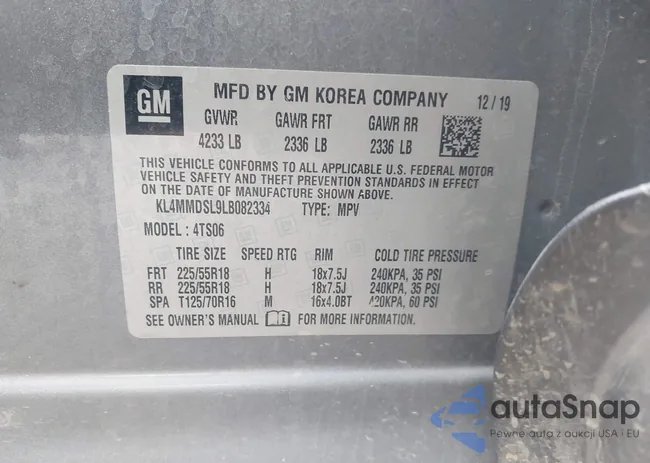 GM
MFD BY GM KOREA COMPANY 12/19
GVWR GAWR FRT GAWR RR
4233 LB 2336 LB 2336 LB
THIS VEHICLE CONFORMS TO ALL APPLICABLE U.S. FEDERAL MOTOR
VEHICLE SAFETY AND THEFT PREVENTION STANDARDS IN EFFECT
ON THE DATE OF MANUFACTURE SHOWN ABOVE.
KL4MMDSL9LB082334 TYPE: MPV
MODEL: 4TS06
TIRE SIZE SPEED RTG RIM COLD TIRE PRESSURE
FRT 225/55R18 H 18x7.5J 240KPA, 35 PSI
RR 225/55R18 H 18x7.5J 240KPA, 35 PSI
SPA T125/70R16 M 16x4.0BT 420KPA, 60 PSI
SEE OWNER'S MANUAL FOR MORE INFORMATION.
autoSnap
Pewne auta z aukcji USA i EU